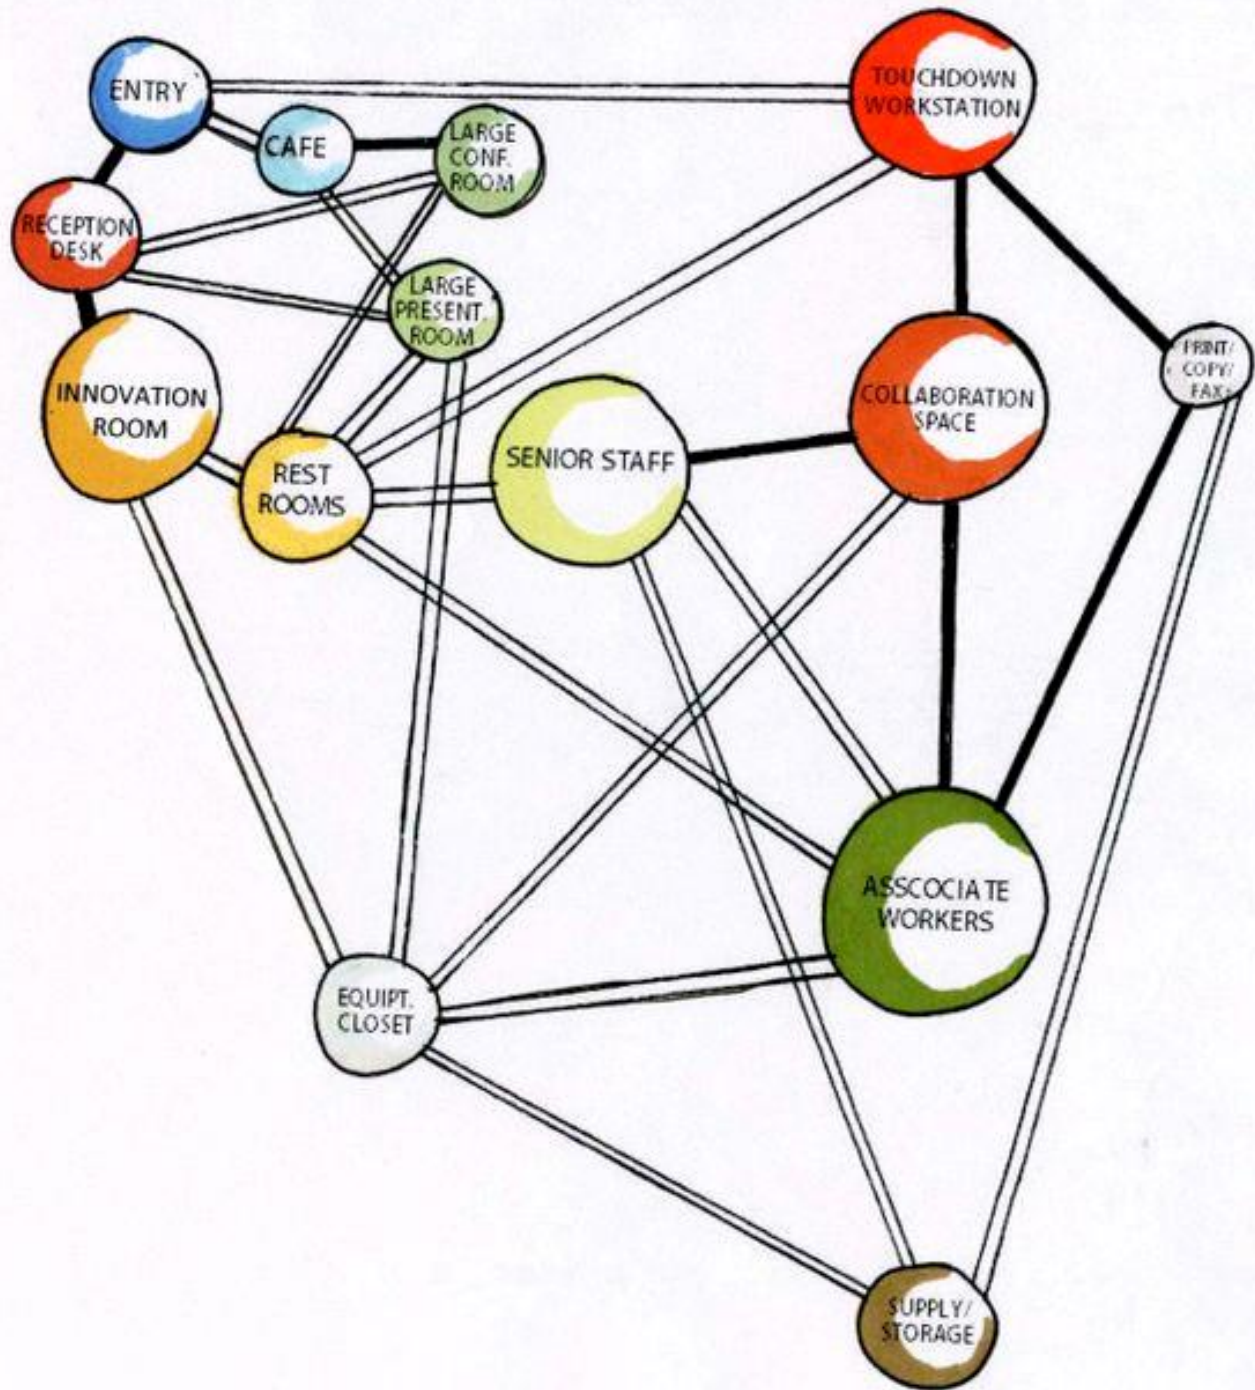 ENTRY
TOUCHDOWN
WORKSTATION
CAFE
LARGE
CONF.
ROOM
RECEPTION
DESK
LARGE
PRESENT.
ROOM
PRINT/
COPY/
FAX
INNOVATION
ROOM
COLLABORATION
SPACE
SENIOR STAFF
REST
ROOMS
ASSCOCIATE
WORKERS
EQUIPT.
CLOSET
SUPPLY/
STORAGE